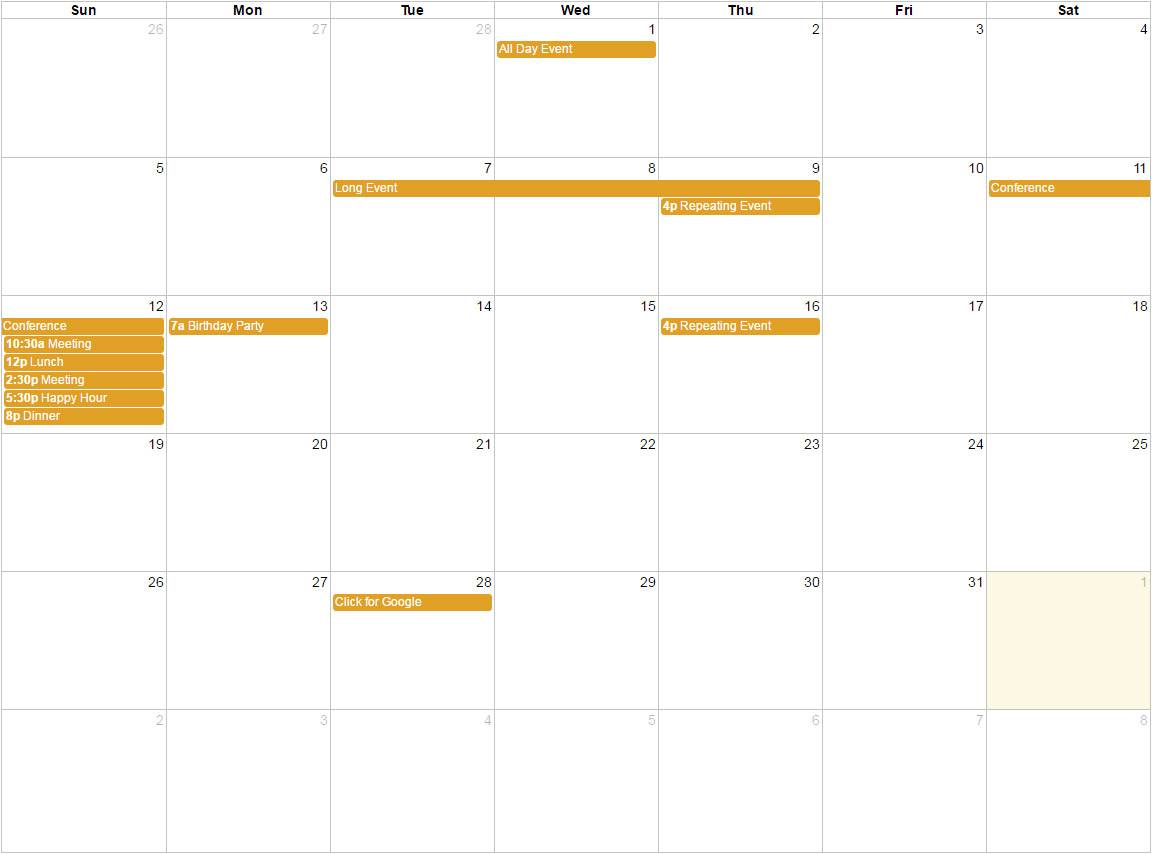 Sun Mon Tue Wed Thu Fri Sat
26 27 28 1 2 3 4
All Day Event
5 6 7 8 9 10 11
Long Event Conference
4p Repeating Event
12 13 14 15 16 17 18
Conference 7a Birthday Party 4p Repeating Event
10:30a Meeting
12p Lunch
2:30p Meeting
5:30p Happy Hour
8p Dinner
19 20 21 22 23 24 25
26 27 28 29 30 31 1
Click for Google
2 3 4 5 6 7 8